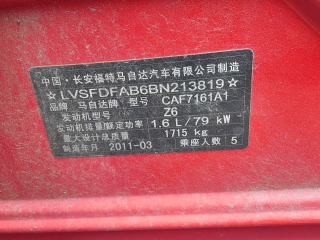 中国·长安福特马自达汽车有限公司制造
☆LVSFDFAB6BN213819☆
品牌 马自达牌 型号 CAF7161A1
发动机型号 Z6
发动机排量/额定功率 1.6 L/79 kW
最大设计总质量 1715 kg
制造年月 2011-03 乘座人数 5